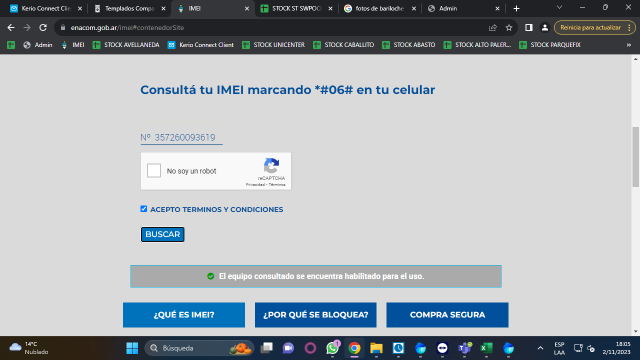 Kerio Connect Client
Templados Compo
IMEI
STOCK ST SWPOC
fotos de bariloche
Admin
enacom.gob.ar/imei#contenedorSite
Reinicia para actualizar
Admin
IMEI
STOCK AVELLANEDA
Kerio Connect Client
STOCK UNICENTER
STOCK CABALLITO
STOCK ABASTO
STOCK ALTO PALER...
STOCK PARQUEFIX
»
Consultá tu IMEI marcando *#06# en tu celular
Nº 357260093619
No soy un robot
reCAPTCHA
Privacidad - Términos
ACEPTO TERMINOS Y CONDICIONES
BUSCAR
El equipo consultado se encuentra habilitado para el uso.
¿QUÉ ES IMEI?
¿POR QUÉ SE BLOQUEA?
COMPRA SEGURA
14°C
Nublado
Búsqueda
ESP
LAA
18:05
2/11/2023